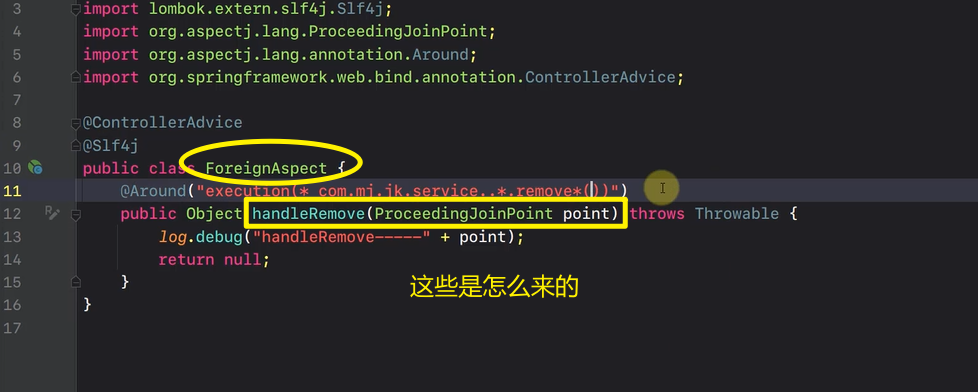 3 import lombok.extern.slf4j.Slf4j;
4 import org.aspectj.lang.ProceedingJoinPoint;
5 import org.aspectj.lang.annotation.Around;
6 import org.springframework.web.bind.annotation.ControllerAdvice;
7
8 @ControllerAdvice
9 @Slf4j
10 public class ForeignAspect {
11 @Around("execution(* com.mj.jk.service..*.remove*())")
12 public Object handleRemove(ProceedingJoinPoint point) throws Throwable {
13 log.debug("handleRemove-----" + point);
14 return null;
15 }
16 }
17
这些是怎么来的